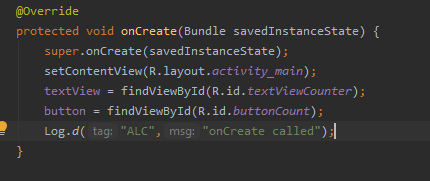 @Override
protected void onCreate(Bundle savedInstanceState) {
super.onCreate(savedInstanceState);
setContentView(R.layout.activity_main);
textView = findViewById(R.id.textViewCounter);
button = findViewById(R.id.buttonCount);
Log.d( tag: "ALC", msg: "onCreate called");
}